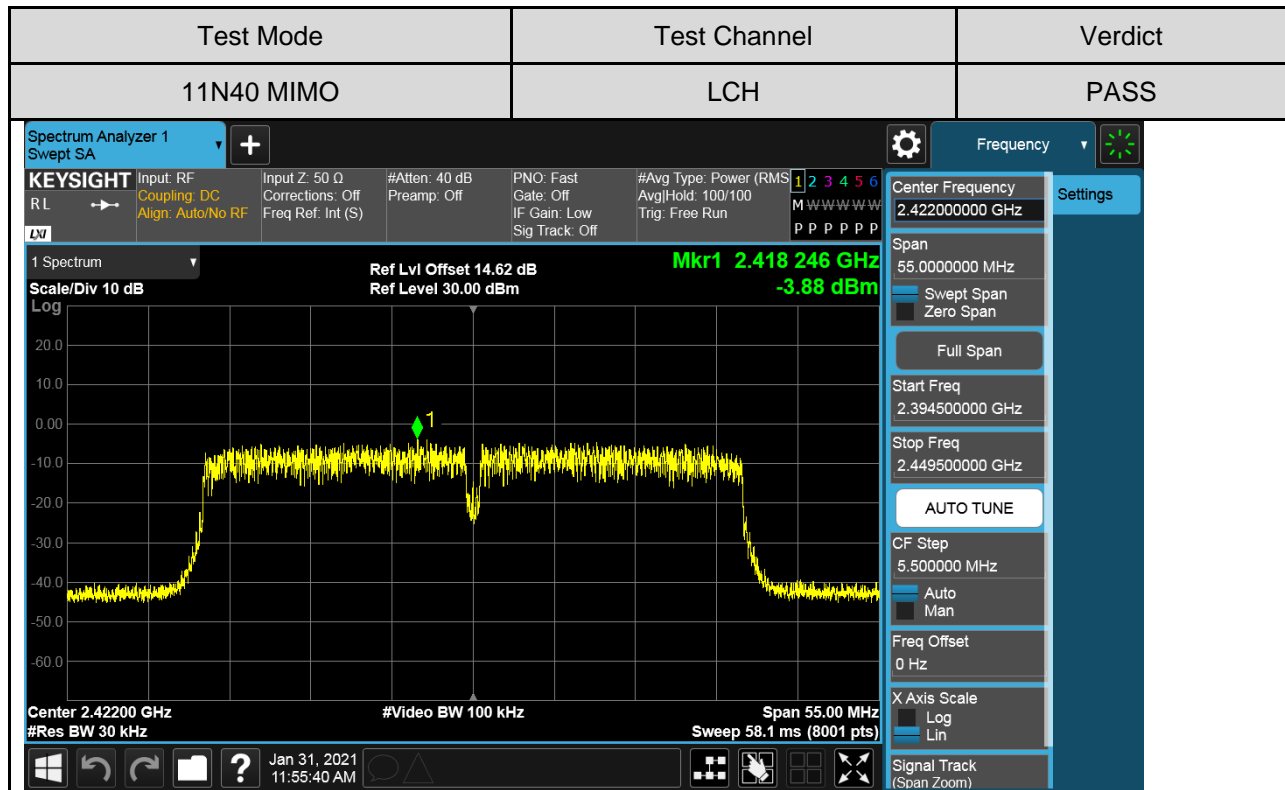 Test Mode Test Channel Verdict
11N40 MIMO LCH PASS
Spectrum Analyzer 1
Swept SA
+
Frequency
KEYSIGHT
R L
LXI
Input: RF
Coupling: DC
Align: Auto/No RF
Input Z: 50 Ω
Corrections: Off
Freq Ref: Int (S)
#Atten: 40 dB
Preamp: Off
PNO: Fast
Gate: Off
IF Gain: Low
Sig Track: Off
#Avg Type: Power (RMS
Avg|Hold: 100/100
Trig: Free Run
1 2 3 4 5 6
M W W W W W
P P P P P P
1 Spectrum
Scale/Div 10 dB
Ref Lvl Offset 14.62 dB
Ref Level 30.00 dBm
Mkr1 2.418 246 GHz
-3.88 dBm
Log
20.0
10.0
0.00
-10.0
-20.0
-30.0
-40.0
-50.0
-60.0
1
Center 2.42200 GHz
#Res BW 30 kHz
#Video BW 100 kHz
Span 55.00 MHz
Sweep 58.1 ms (8001 pts)
?
Jan 31, 2021
11:55:40 AM
Center Frequency
2.422000000 GHz
Settings
Span
55.0000000 MHz
Swept Span
Zero Span
Full Span
Start Freq
2.394500000 GHz
Stop Freq
2.449500000 GHz
AUTO TUNE
CF Step
5.500000 MHz
Auto
Man
Freq Offset
0 Hz
X Axis Scale
Log
Lin
Signal Track
(Span Zoom)